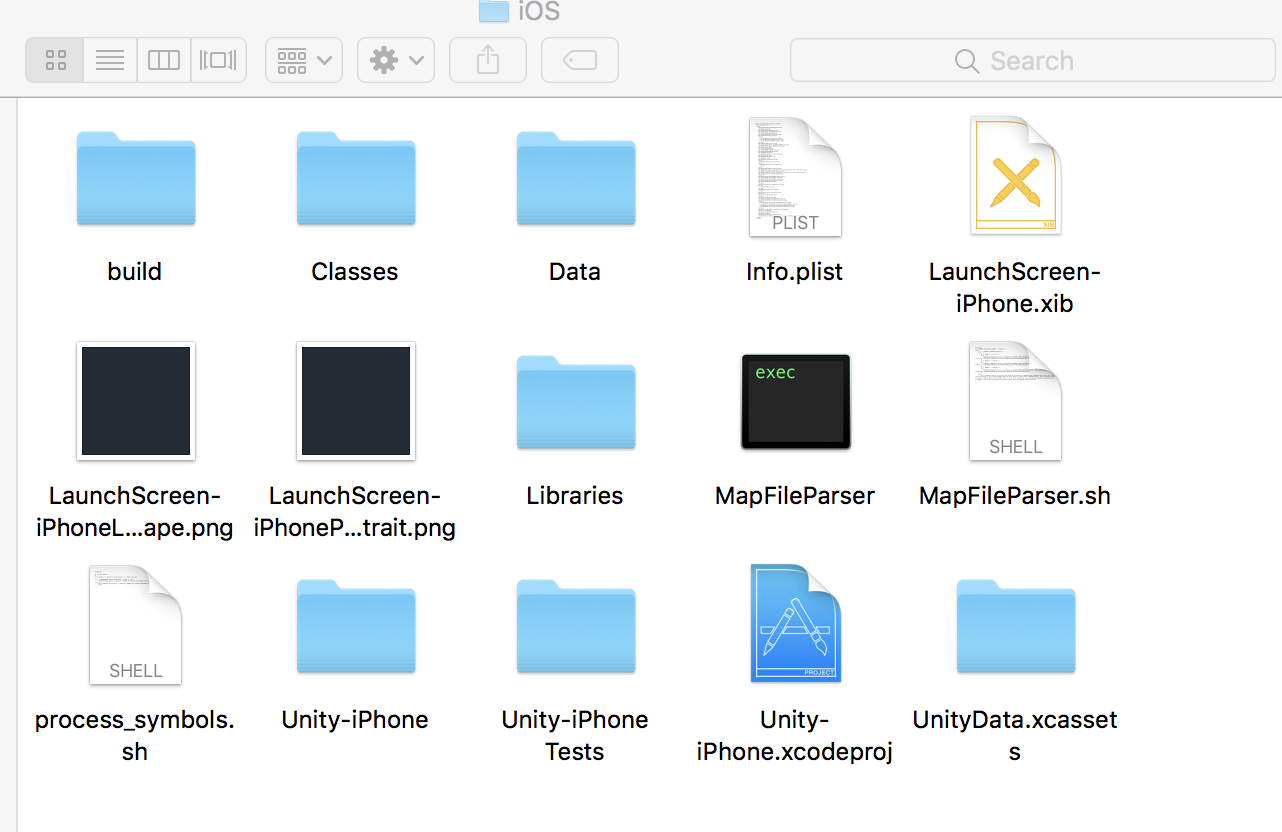 iOS
Search
PLIST
XIB
build
Classes
Data
Info.plist
LaunchScreen-
iPhone.xib
exec
SHELL
LaunchScreen-
iPhoneL...ape.png
LaunchScreen-
iPhoneP...trait.png
Libraries
MapFileParser
MapFileParser.sh
SHELL
PROJECT
process_symbols.
sh
Unity-iPhone
Unity-iPhone
Tests
Unity-
iPhone.xcodeproj
UnityData.xcasset
s